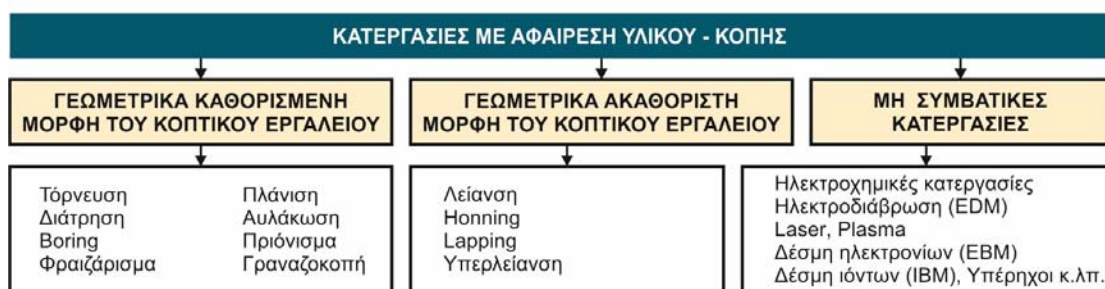 ΚΑΤΕΡΓΑΣΙΕΣ ΜΕ ΑΦΑΙΡΕΣΗ ΥΛΙΚΟΥ - ΚΟΠΗΣ
ΓΕΩΜΕΤΡΙΚΑ ΚΑΘΟΡΙΣΜΕΝΗ
ΜΟΡΦΗ ΤΟΥ ΚΟΠΤΙΚΟΥ ΕΡΓΑΛΕΙΟΥ
Τόρνευση
Διάτρηση
Boring
Φραιζάρισμα
Πλάνιση
Αυλάκωση
Πριόνισμα
Γραναζοκοπή
ΓΕΩΜΕΤΡΙΚΑ ΑΚΑΘΟΡΙΣΤΗ
ΜΟΡΦΗ ΤΟΥ ΚΟΠΤΙΚΟΥ ΕΡΓΑΛΕΙΟΥ
Λείανση
Honning
Lapping
Υπερλείανση
ΜΗ ΣΥΜΒΑΤΙΚΕΣ
ΚΑΤΕΡΓΑΣΙΕΣ
Ηλεκτροχημικές κατεργασίες
Ηλεκτροδιάβρωση (EDM)
Laser, Plasma
Δέσμη ηλεκτρονίων (EBM)
Δέσμη ιόντων (IBM), Υπέρηχοι κ.λπ.